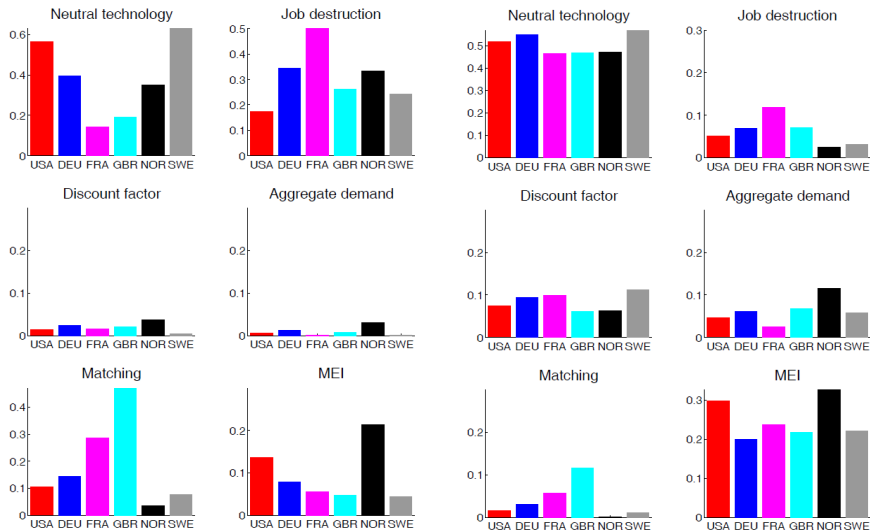 Neutral technology
0.6
0.4
0.2
0
USA DEU FRA GBR NOR SWE
Job destruction
0.5
0.4
0.3
0.2
0.1
0
USA DEU FRA GBR NOR SWE
Neutral technology
0.5
0.4
0.3
0.2
0.1
0
USA DEU FRA GBR NOR SWE
Job destruction
0.3
0.2
0.1
0
USA DEU FRA GBR NOR SWE
Discount factor
0.2
0.1
0
USA DEU FRA GBR NOR SWE
Aggregate demand
0.2
0.1
0
USA DEU FRA GBR NOR SWE
Discount factor
0.2
0.1
0
USA DEU FRA GBR NOR SWE
Aggregate demand
0.2
0.1
0
USA DEU FRA GBR NOR SWE
Matching
0.4
0.3
0.2
0.1
0
USA DEU FRA GBR NOR SWE
MEI
0.2
0.1
0
USA DEU FRA GBR NOR SWE
Matching
0.2
0.1
0
USA DEU FRA GBR NOR SWE
MEI
0.3
0.2
0.1
0
USA DEU FRA GBR NOR SWE